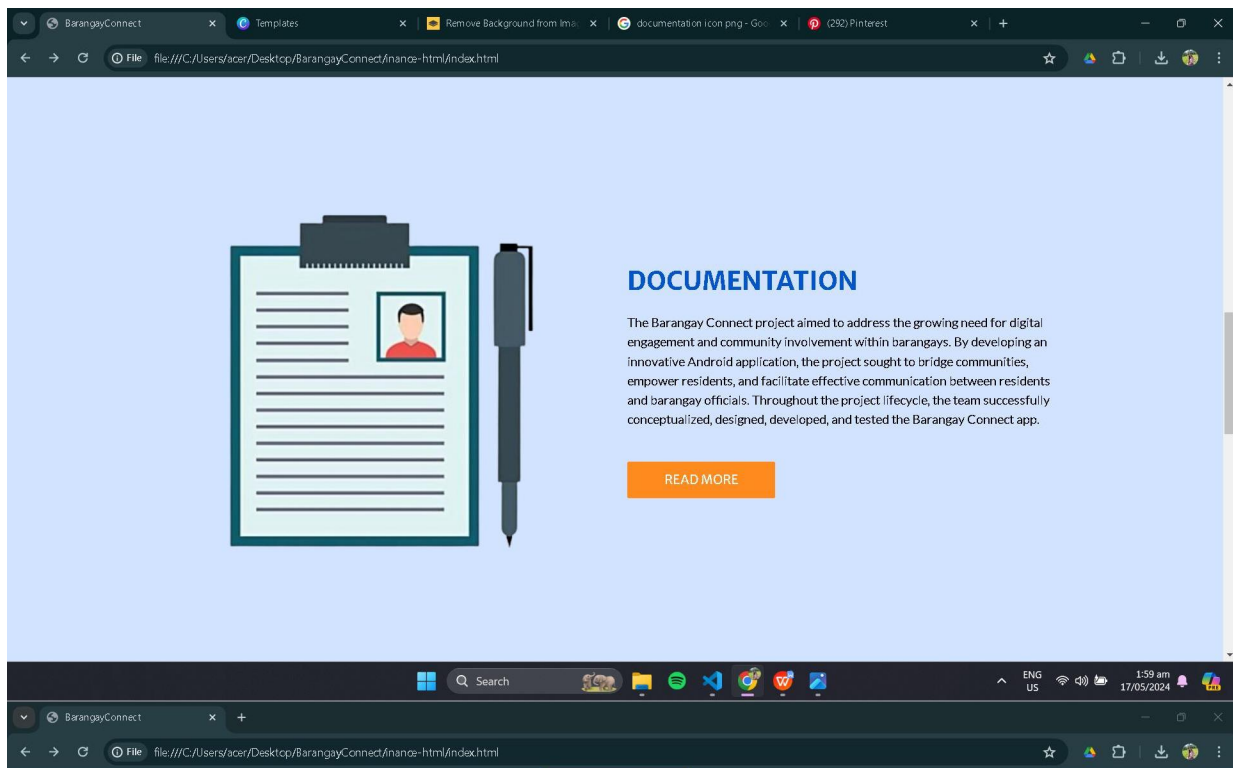 BarangayConnect
Templates
Remove Background from Ima
documentation icon png - Goo
(292) Pinterest
File file:///C:/Users/acer/Desktop/BarangayConnect/inance-html/index.html
DOCUMENTATION
The Barangay Connect project aimed to address the growing need for digital
engagement and community involvement within barangays. By developing an
innovative Android application, the project sought to bridge communities,
empower residents, and facilitate effective communication between residents
and barangay officials. Throughout the project lifecycle, the team successfully
conceptualized, designed, developed, and tested the Barangay Connect app.
READ MORE
Search
ENG
US
1:59 am
17/05/2024
BarangayConnect
File file:///C:/Users/acer/Desktop/BarangayConnect/inance-html/index.html